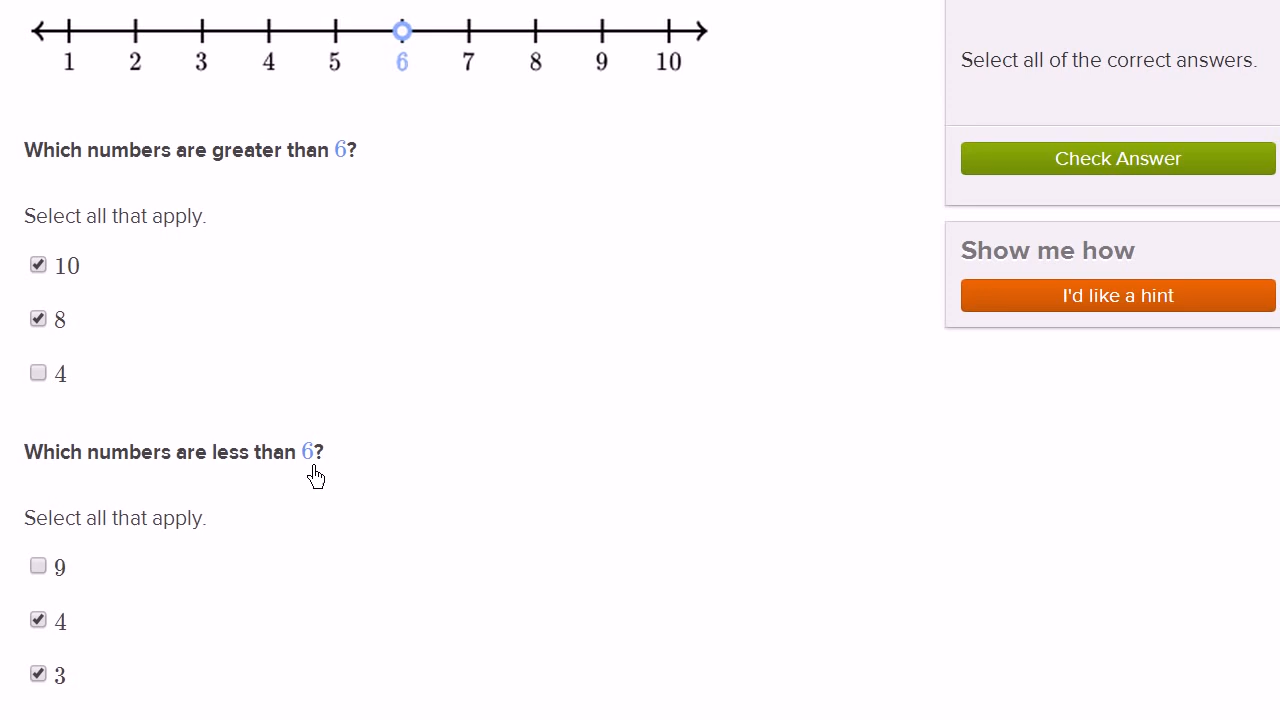 1 2 3 4 5 6 7 8 9 10
Which numbers are greater than 6?
Select all that apply.
10
8
4
Which numbers are less than 6?
Select all that apply.
9
4
3
Select all of the correct answers.
Check Answer
Show me how
I'd like a hint